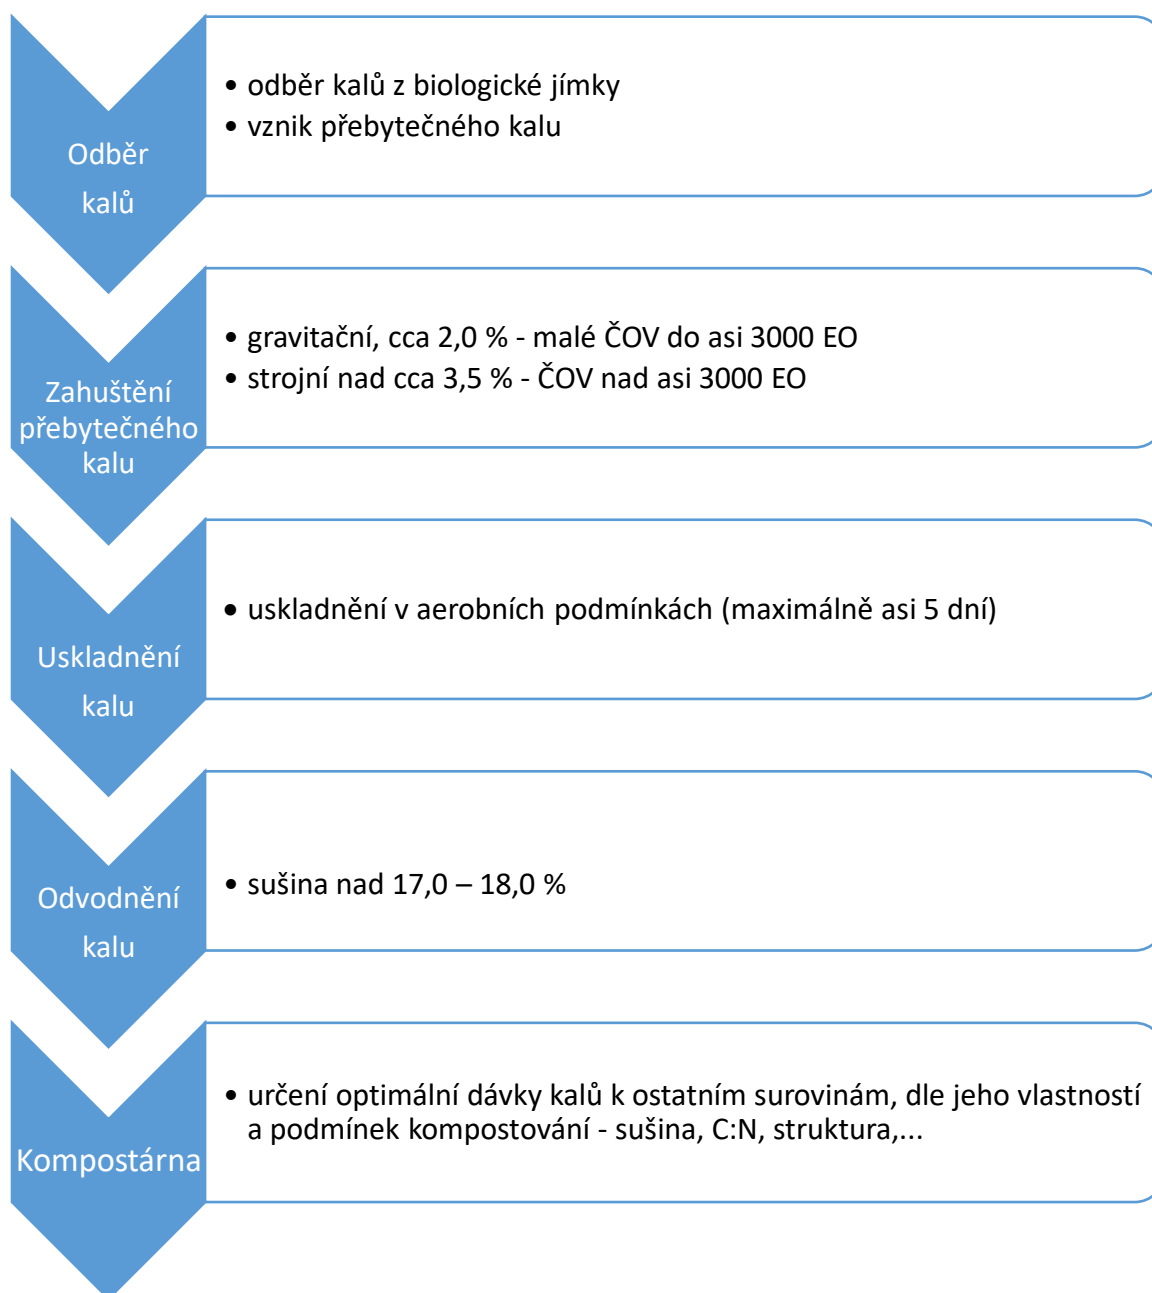 Odběr
kalů
• odběr kalů z biologické jímky
• vznik přebytečného kalu
Zahuštění
přebytečného
kalu
• gravitační, cca 2,0 % - malé ČOV do asi 3000 EO
• strojní nad cca 3,5 % - ČOV nad asi 3000 EO
Uskladnění
kalu
• uskladnění v aerobních podmínkách (maximálně asi 5 dní)
Odvodnění
kalu
• sušina nad 17,0 – 18,0 %
Kompostárna
• určení optimální dávky kalů k ostatním surovinám, dle jeho vlastností
a podmínek kompostování - sušina, C:N, struktura,...